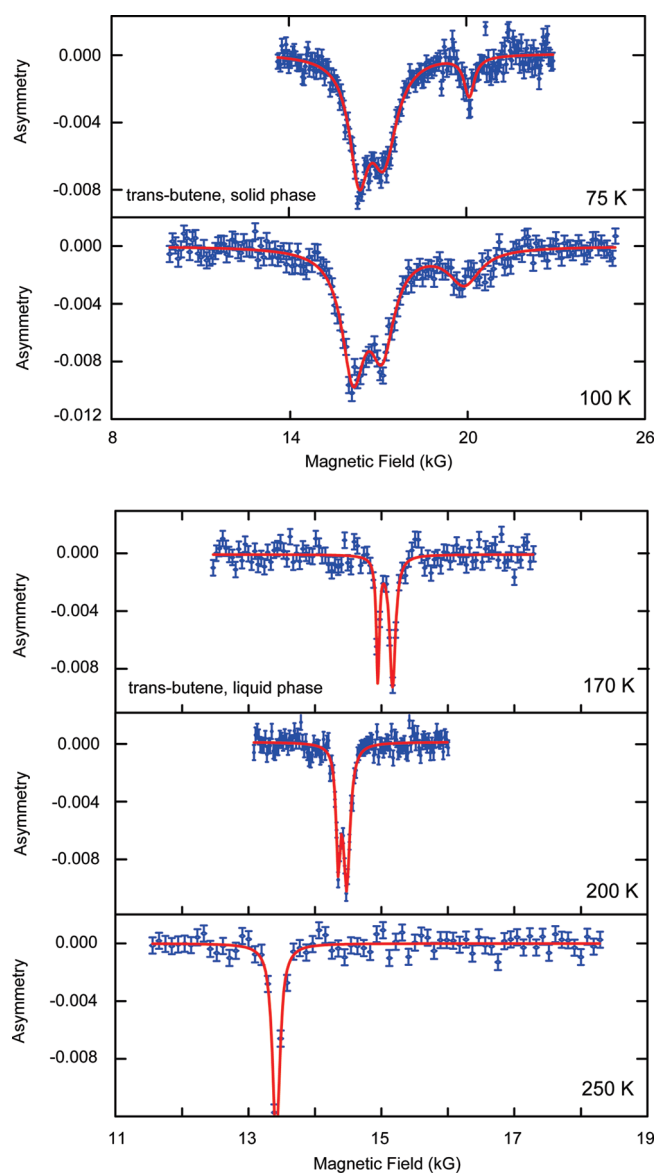 Asymmetry
0.000
-0.004
-0.008
trans-butene, solid phase
75 K
Asymmetry
0.000
-0.004
-0.008
-0.012
100 K
8
14
20
26
Magnetic Field (kG)
Asymmetry
0.000
-0.004
-0.008
trans-butene, liquid phase
170 K
Asymmetry
0.000
-0.004
-0.008
200 K
Asymmetry
0.000
-0.004
-0.008
250 K
11
13
15
17
19
Magnetic Field (kG)